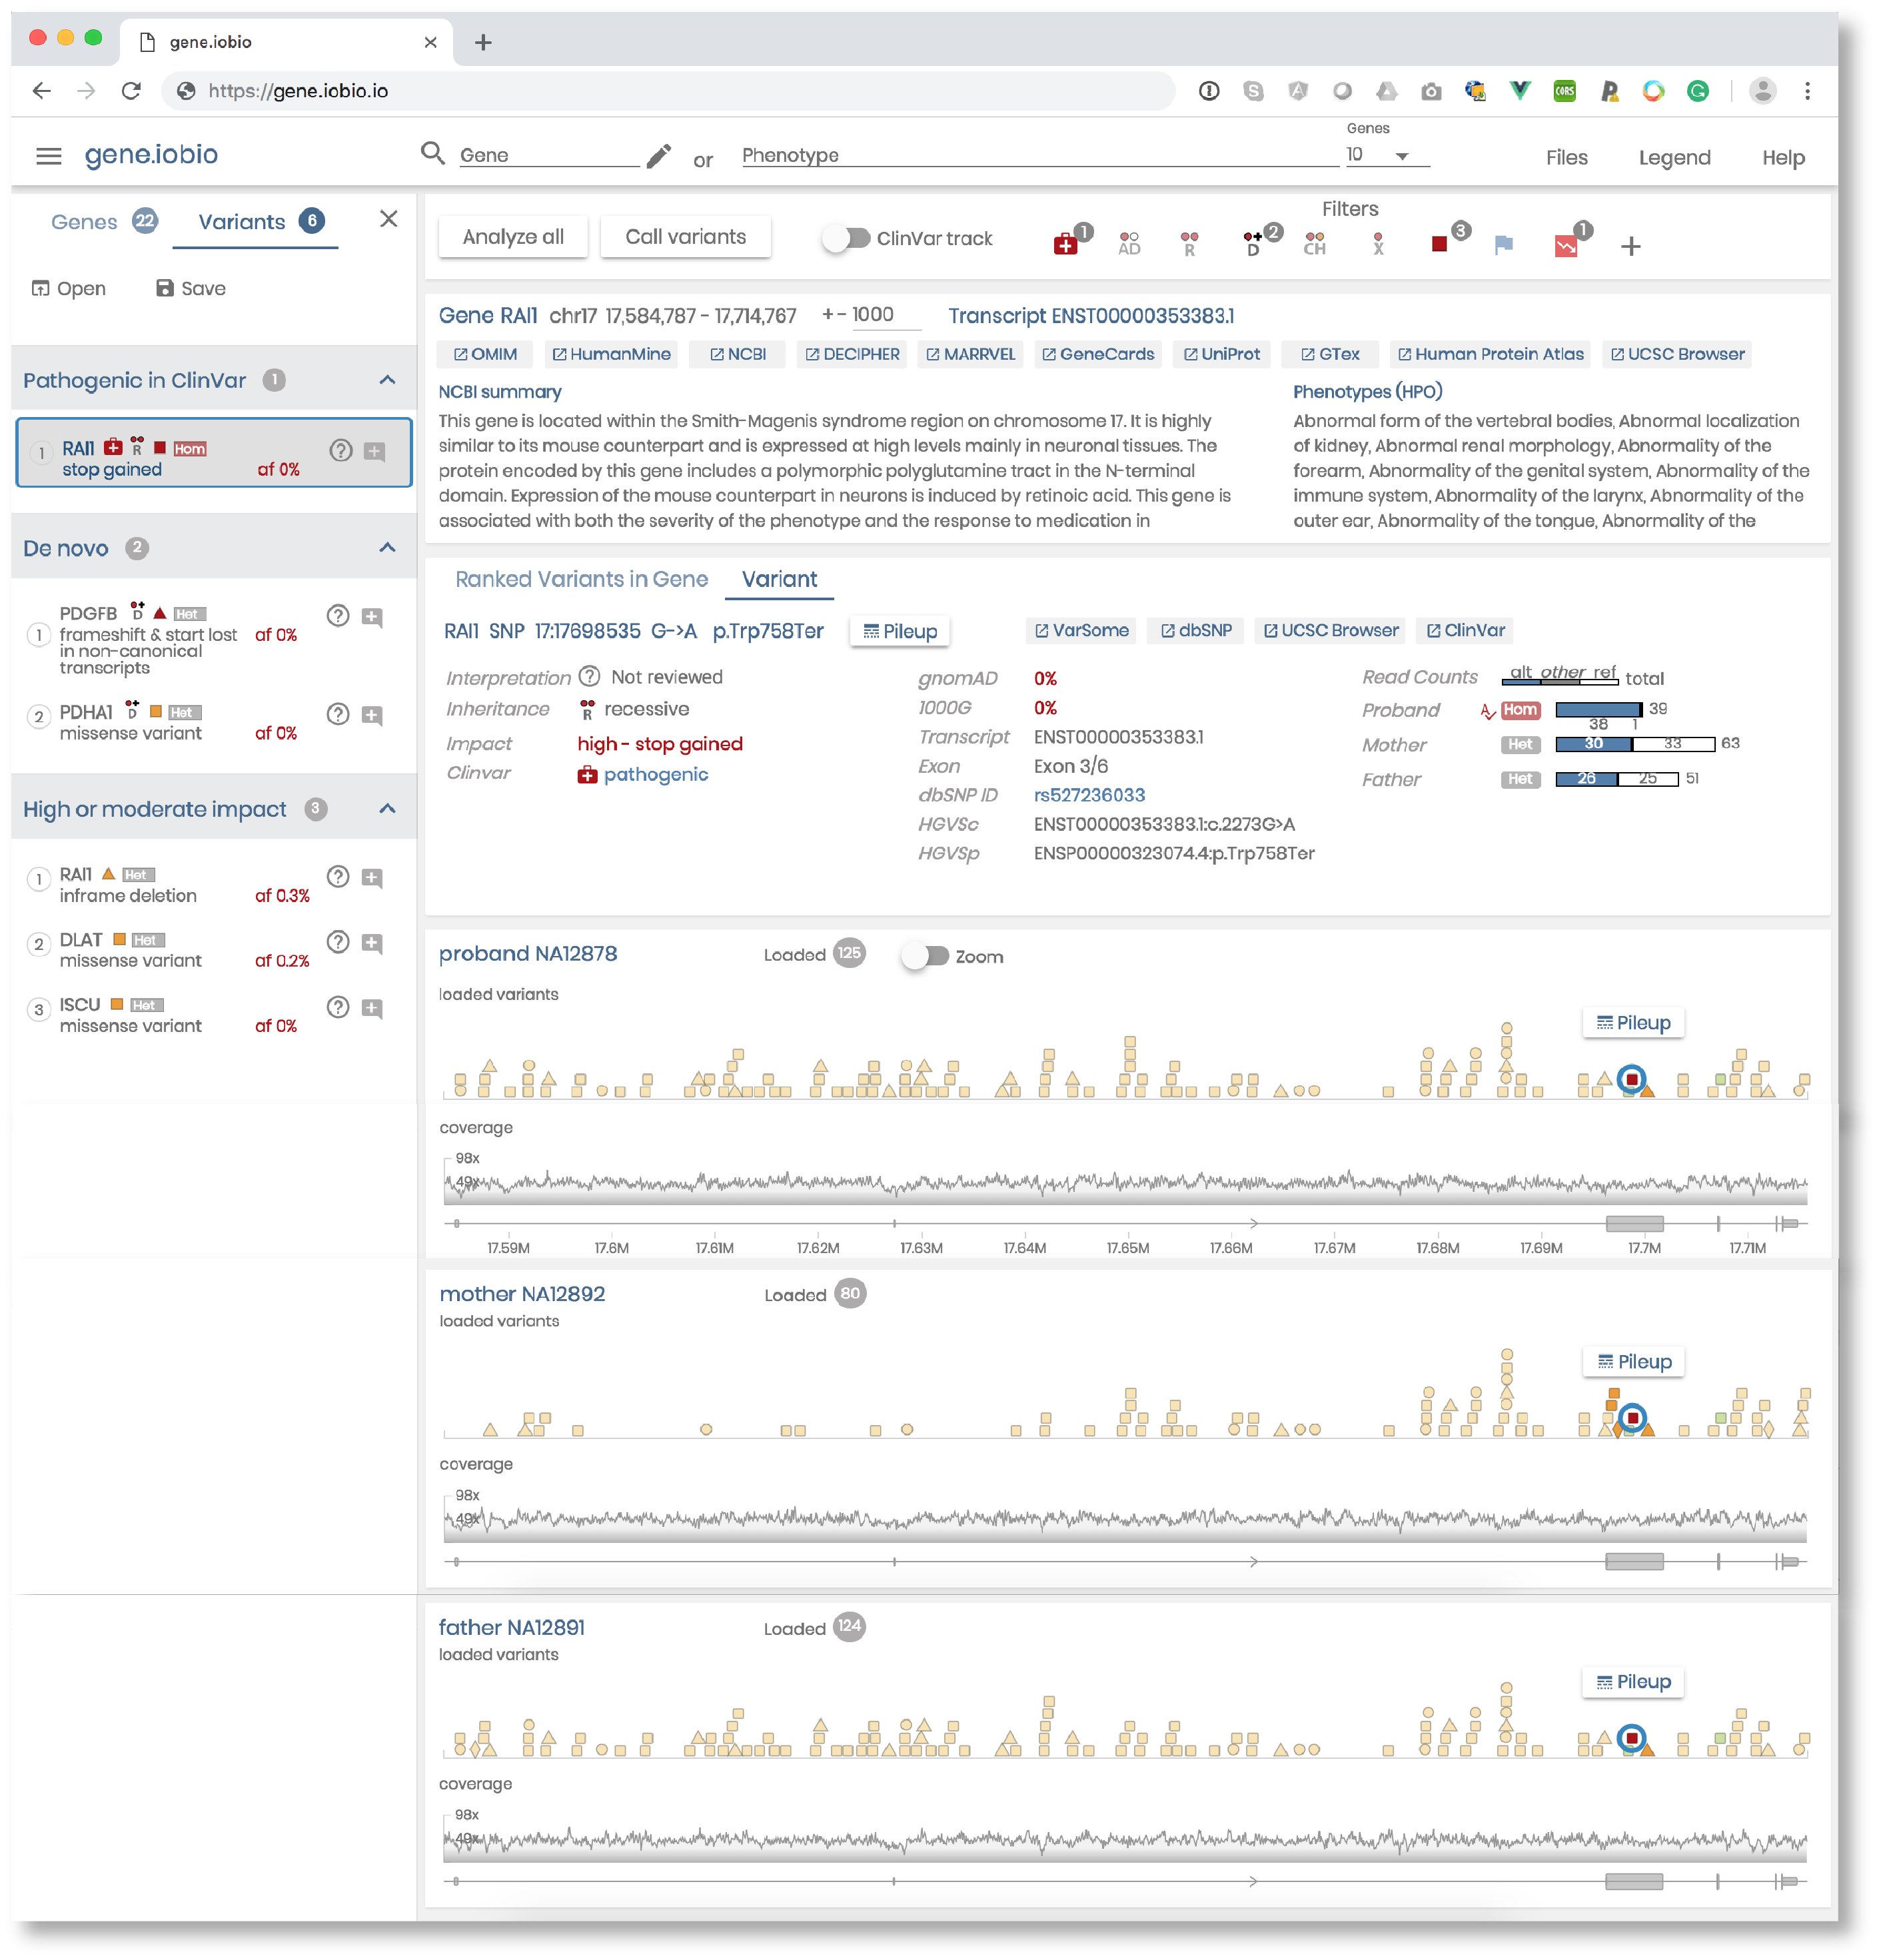 gene.iobio
https://gene.iobio.io
CORS
gene.iobio
Gene
or
Phenotype
Genes
10
Files
Legend
Help
Genes 22
Variants 6
Open
Save
Pathogenic in ClinVar 1
1 RAI1 R Hom
stop gained af 0%
De novo 2
PDGFB D Het
1 frameshift & start lost af 0%
in non-canonical
transcripts
2 PDHA1 D Het
missense variant af 0%
High or moderate impact 3
1 RAI1 Het
inframe deletion af 0.3%
2 DLAT Het
missense variant af 0.2%
3 ISCU Het
missense variant af 0%
Analyze all
Call variants
ClinVar track
Filters
1 AD R D 2 CH X 3 1 +
Gene RAI1 chr17 17,584,787 - 17,714,767 + - 1000 Transcript ENST00000353383.1
OMIM HumanMine NCBI DECIPHER MARRVEL GeneCards UniProt GTex Human Protein Atlas UCSC Browser
NCBI summary
This gene is located within the Smith-Magenis syndrome region on chromosome 17. It is highly
similar to its mouse counterpart and is expressed at high levels mainly in neuronal tissues. The
protein encoded by this gene includes a polymorphic polyglutamine tract in the N-terminal
domain. Expression of the mouse counterpart in neurons is induced by retinoic acid. This gene is
associated with both the severity of the phenotype and the response to medication in
Phenotypes (HPO)
Abnormal form of the vertebral bodies, Abnormal localization
of kidney, Abnormal renal morphology, Abnormality of the
forearm, Abnormality of the genital system, Abnormality of the
immune system, Abnormality of the larynx, Abnormality of the
outer ear, Abnormality of the tongue, Abnormality of the
Ranked Variants in Gene
Variant
RAI1 SNP 17:17698535 G->A p.Trp758Ter
Pileup
VarSome dbSNP UCSC Browser ClinVar
Interpretation Not reviewed
Inheritance R recessive
Impact high - stop gained
Clinvar pathogenic
gnomAD 0%
1000G 0%
Transcript ENST00000353383.1
Exon Exon 3/6
dbSNP ID rs527236033
HGVSc ENST00000353383.1:c.2273G>A
HGVSp ENSP00000323074.4:p.Trp758Ter
Read Counts alt other ref total
Proband Hom 39
38 1
Mother Het 30 33 63
Father Het 26 25 51
proband NA12878
Loaded 125
Zoom
loaded variants
Pileup
coverage
98x
49x
17.59M 17.6M 17.61M 17.62M 17.63M 17.64M 17.65M 17.66M 17.67M 17.68M 17.69M 17.7M 17.71M
mother NA12892
Loaded 80
loaded variants
Pileup
coverage
98x
49x
father NA12891
Loaded 124
loaded variants
Pileup
coverage
98x
49x